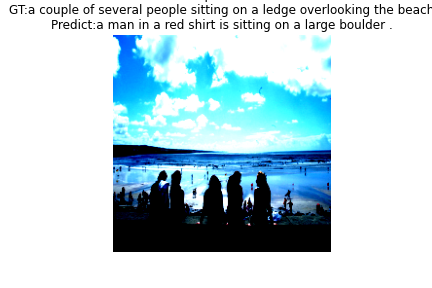 GT:a couple of several people sitting on a ledge overlooking the beach
Predict:a man in a red shirt is sitting on a large boulder .